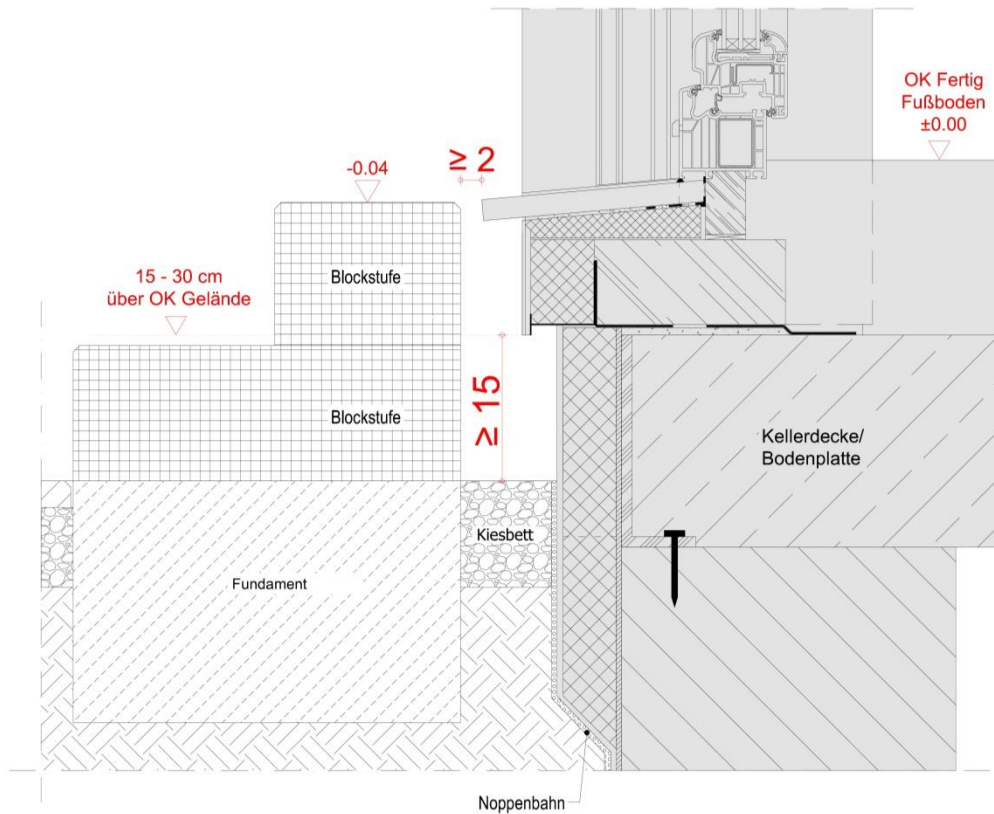 OK Fertig
Fußboden
±0.00
≥ 2
-0.04
15 - 30 cm
über OK Gelände
Blockstufe
Blockstufe
≥ 15
Kellerdecke/
Bodenplatte
Kiesbett
Fundament
Noppenbahn